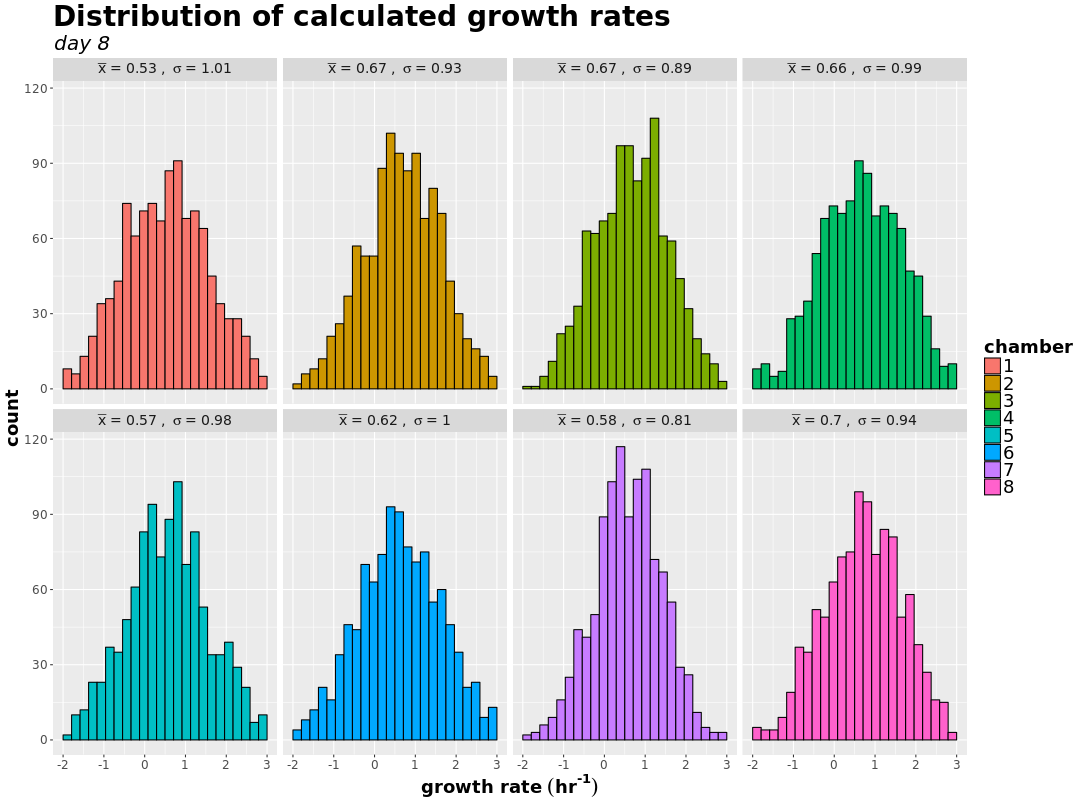 Distribution of calculated growth rates
day 8
x̅ = 0.53 , σ = 1.01
x̅ = 0.67 , σ = 0.93
x̅ = 0.67 , σ = 0.89
x̅ = 0.66 , σ = 0.99
120
90
60
30
0
x̅ = 0.57 , σ = 0.98
x̅ = 0.62 , σ = 1
x̅ = 0.58 , σ = 0.81
x̅ = 0.7 , σ = 0.94
120
90
60
30
0
-2 -1 0 1 2 3
-2 -1 0 1 2 3
-2 -1 0 1 2 3
-2 -1 0 1 2 3
growth rate (hr⁻¹)
count
chamber
1
2
3
4
5
6
7
8